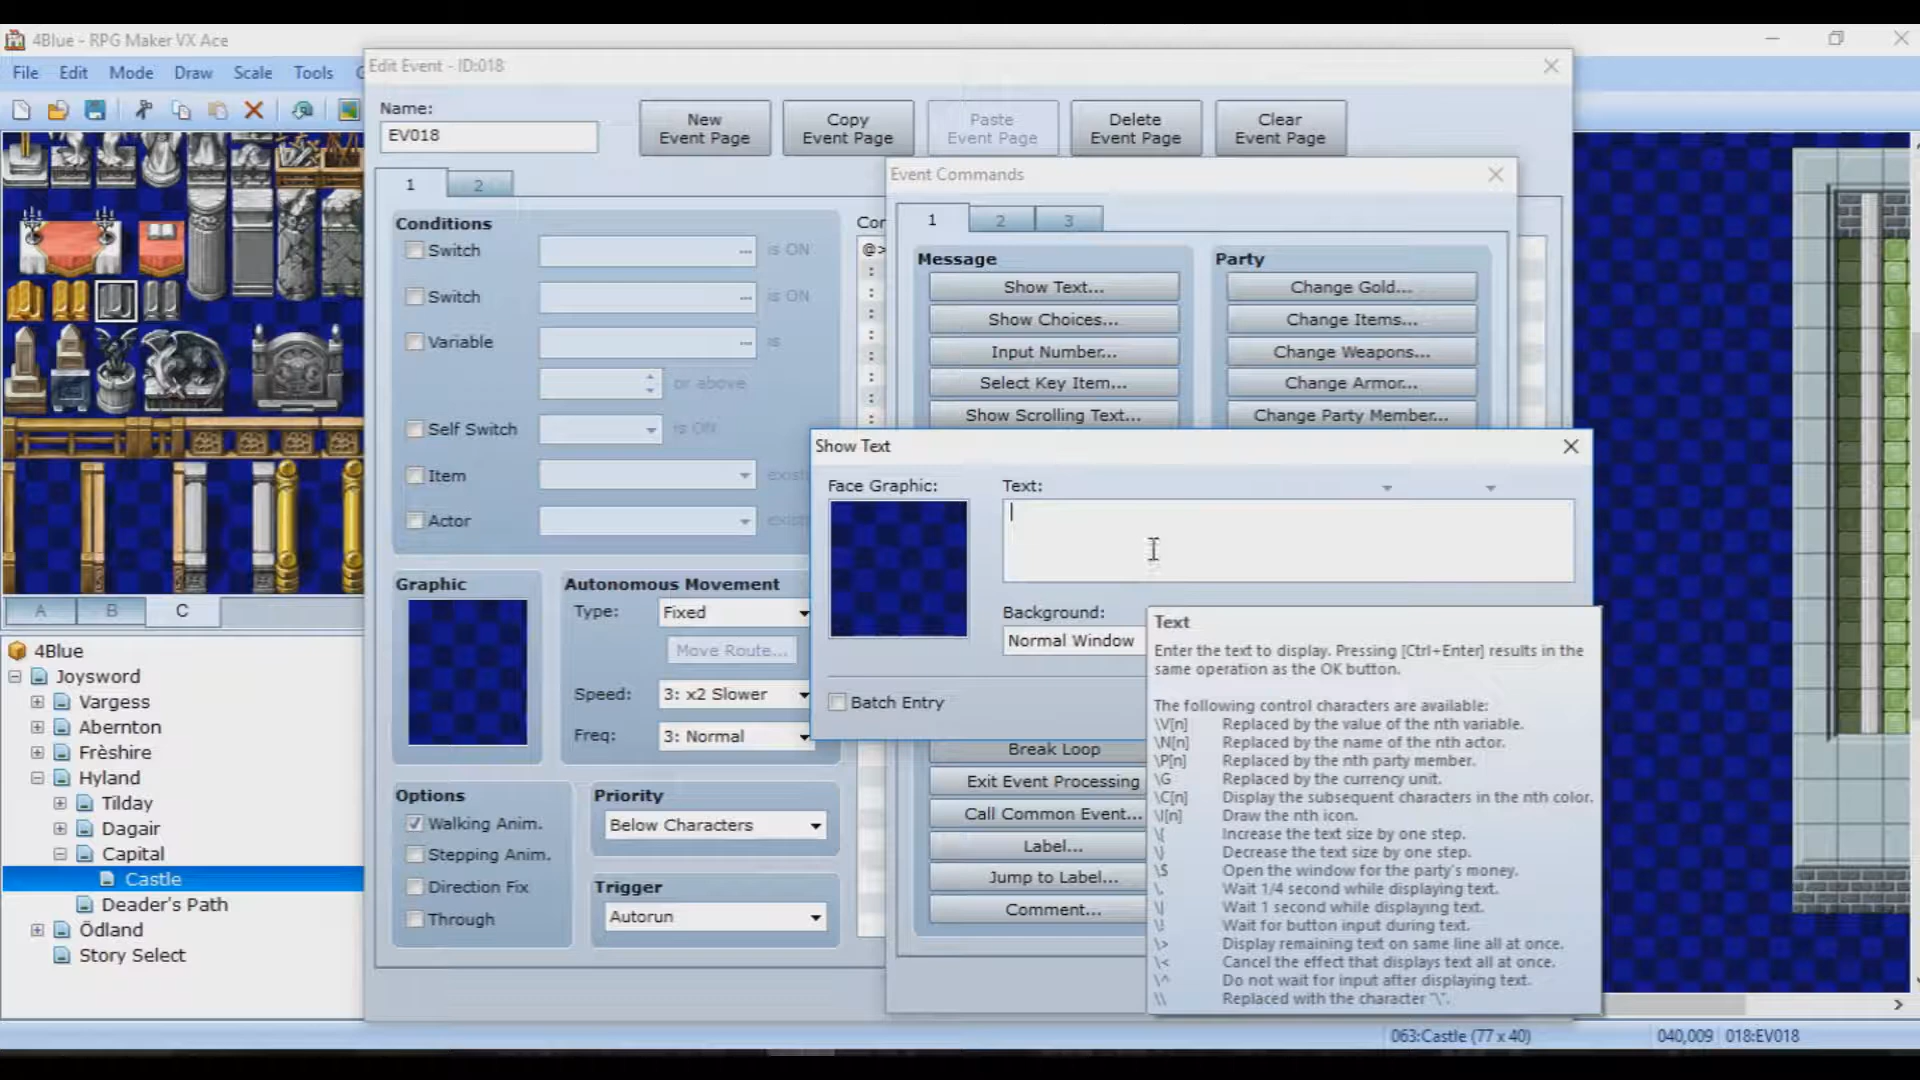 4Blue - RPG Maker VX Ace
File Edit Mode Draw Scale Tools
Edit Event - ID:018
Name:
EV018
New Event Page
Copy Event Page
Paste Event Page
Delete Event Page
Clear Event Page
1 2
Conditions
Switch ... is ON
Switch ... is ON
Variable ... is
or above
Self Switch is ON
Item
Actor
Graphic
Autonomous Movement
Type: Fixed
Move Route...
Speed: 3: x2 Slower
Freq: 3: Normal
Options
Walking Anim.
Stepping Anim.
Direction Fix
Through
Priority
Below Characters
Trigger
Autorun
@>
:
:
:
:
:
:
:
:
Event Commands
1 2 3
Message
Show Text...
Show Choices...
Input Number...
Select Key Item...
Show Scrolling Text...
Party
Change Gold...
Change Items...
Change Weapons...
Change Armor...
Change Party Member...
Break Loop
Exit Event Processing
Call Common Event...
Label...
Jump to Label...
Comment...
Show Text
Face Graphic:
Text:
Background:
Normal Window
Batch Entry
Text
Enter the text to display. Pressing [Ctrl+Enter] results in the
same operation as the OK button.
The following control characters are available:
\V[n] Replaced by the value of the nth variable.
\N[n] Replaced by the name of the nth actor.
\P[n] Replaced by the nth party member.
\G Replaced by the currency unit.
\C[n] Display the subsequent characters in the nth color.
\I[n] Draw the nth icon.
\{ Increase the text size by one step.
\} Decrease the text size by one step.
\$ Open the window for the party's money.
\. Wait 1/4 second while displaying text.
\| Wait 1 second while displaying text.
\! Wait for button input during text.
\> Display remaining text on same line all at once.
\< Cancel the effect that displays text all at once.
\^ Do not wait for input after displaying text.
\\ Replaced with the character "\".
A B C
4Blue
Joysword
Vargess
Abernton
Frèshire
Hyland
Tilday
Dagair
Capital
Castle
Deader's Path
Ödland
Story Select
063:Castle (77 x 40)
040,009 018:EV018